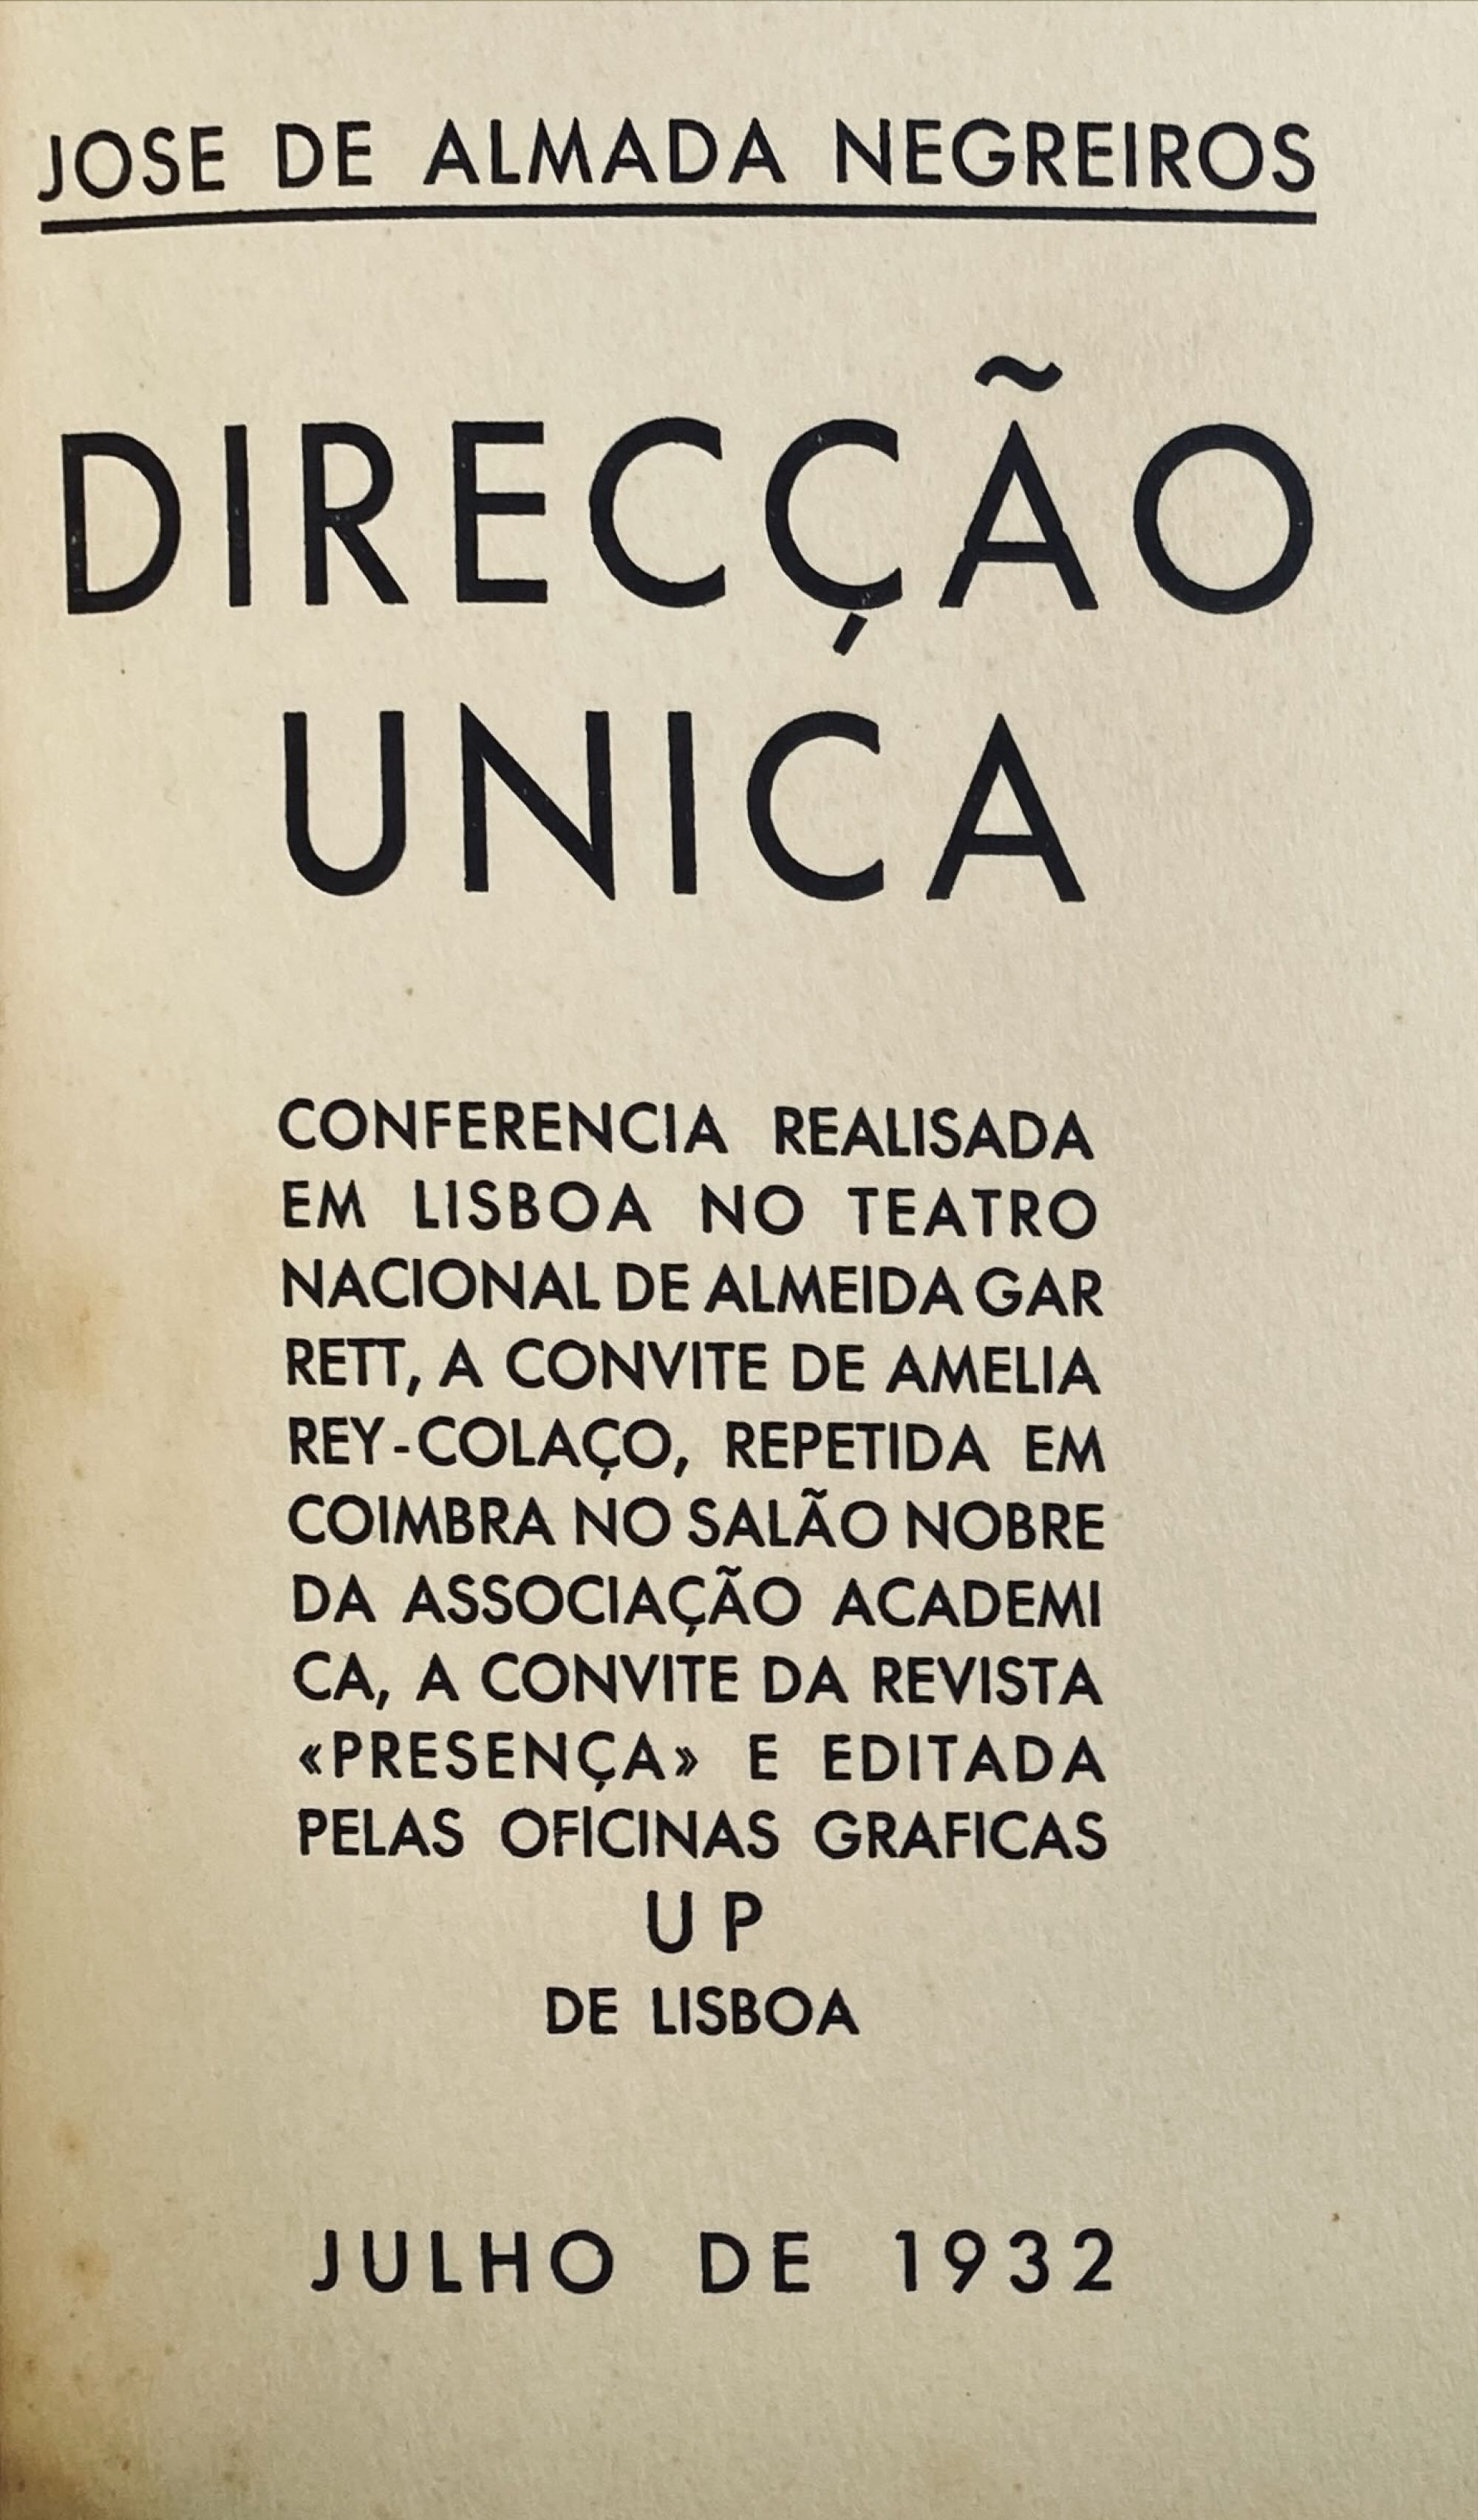 JOSE DE ALMADA NEGREIROS
DIRECÇÃO
UNICA
CONFERENCIA REALISADA
EM LISBOA NO TEATRO
NACIONAL DE ALMEIDA GAR
RETT, A CONVITE DE AMELIA
REY-COLAÇO, REPETIDA EM
COIMBRA NO SALÃO NOBRE
DA ASSOCIAÇÃO ACADEMI
CA, A CONVITE DA REVISTA
«PRESENÇA» E EDITADA
PELAS OFICINAS GRAFICAS
UP
DE LISBOA
JULHO DE 1932